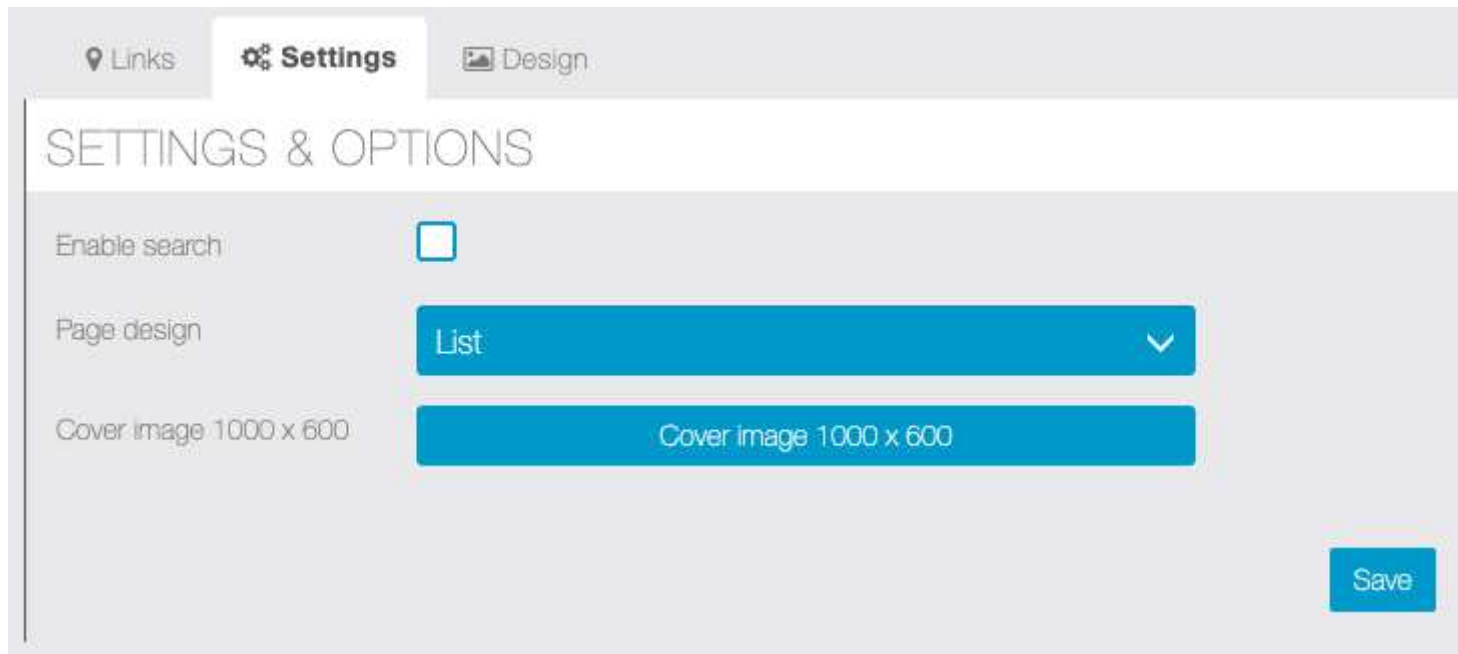 Links Settings Design
SETTINGS & OPTIONS
Enable search
Page design List
Cover image 1000 x 600 Cover image 1000 x 600
Save